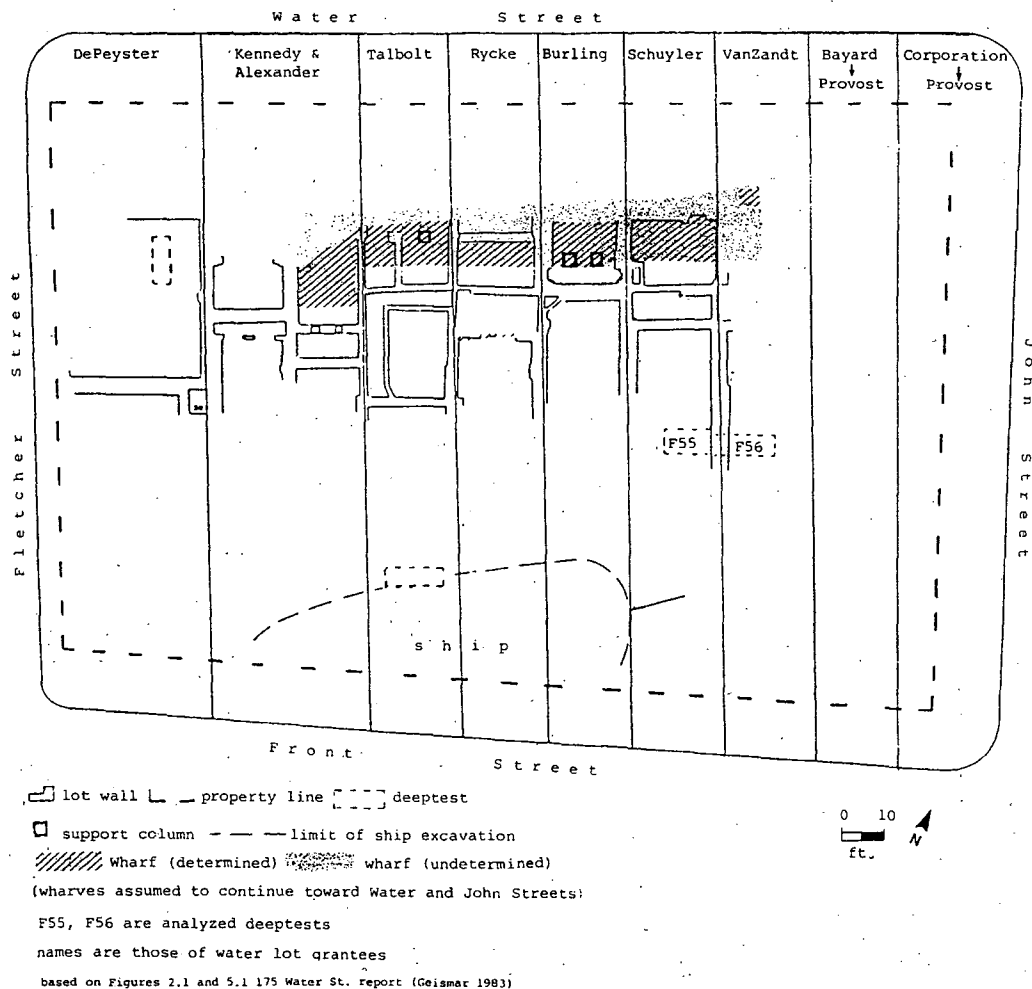 Water Street
DePeyster
Kennedy &
Alexander
Talbolt
Rycke
Burling
Schuyler
VanZandt
Bayard
Provost
Corporation
Provost
Fletcher Street
John Street
F55
F56
ship
Front Street
lot wall property line deeptest
support column limit of ship excavation
Wharf (determined) wharf (undetermined)
(wharves assumed to continue toward Water and John Streets)
F55, F56 are analyzed deeptests
names are those of water lot grantees
based on Figures 2.1 and 5.1 175 Water St. report (Geismar 1983)
0 10
ft.
N